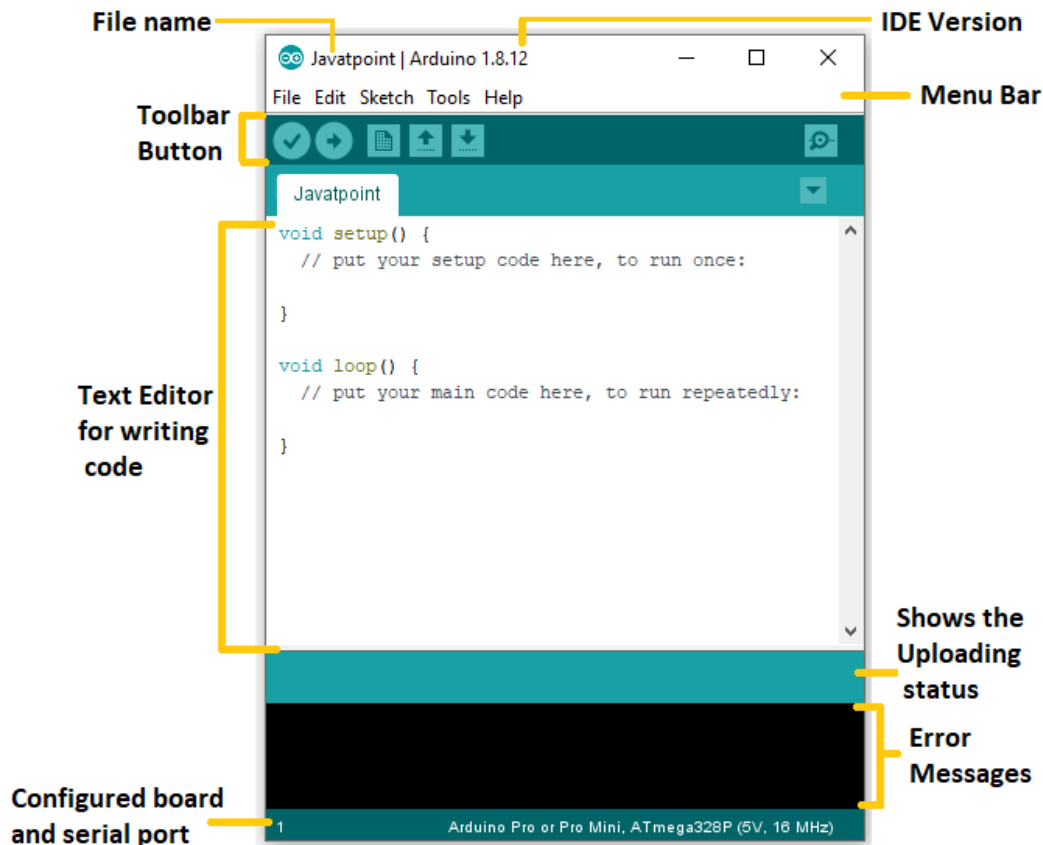 File name
IDE Version
Javatpoint | Arduino 1.8.12
File Edit Sketch Tools Help
Menu Bar
Toolbar
Button
Javatpoint
void setup() {
// put your setup code here, to run once:
}
void loop() {
// put your main code here, to run repeatedly:
}
Text Editor
for writing
code
Shows the
Uploading
status
Error
Messages
Configured board
and serial port
1
Arduino Pro or Pro Mini, ATmega328P (5V, 16 MHz)